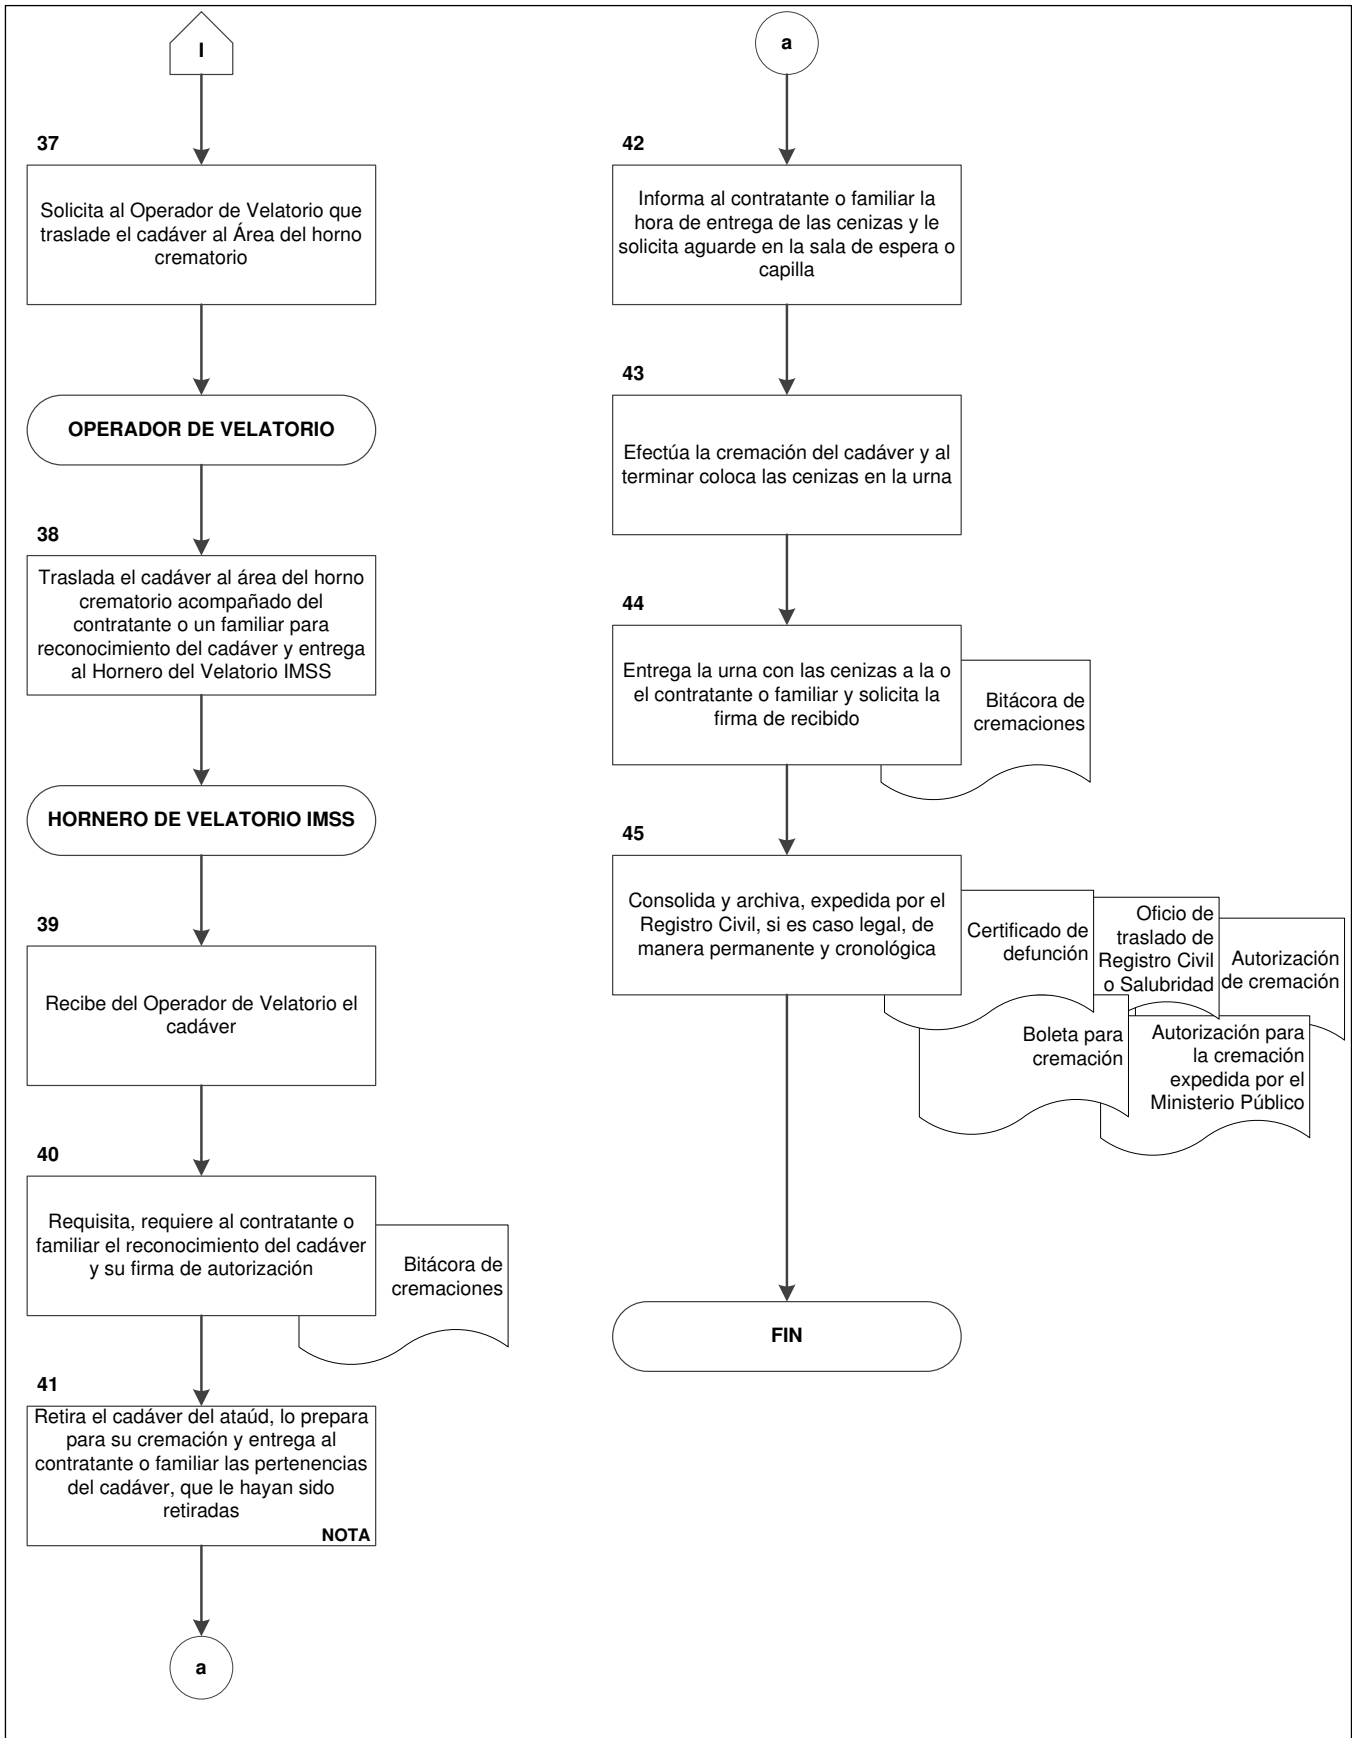 I
37
Solicita al Operador de Velatorio que
traslade el cadáver al Área del horno
crematorio
OPERADOR DE VELATORIO
38
Traslada el cadáver al área del horno
crematorio acompañado del
contratante o un familiar para
reconocimiento del cadáver y entrega
al Hornero del Velatorio IMSS
HORNERO DE VELATORIO IMSS
39
Recibe del Operador de Velatorio el
cadáver
40
Requisita, requiere al contratante o
familiar el reconocimiento del cadáver
y su firma de autorización
Bitácora de
cremaciones
41
Retira el cadáver del ataúd, lo prepara
para su cremación y entrega al
contratante o familiar las pertenencias
del cadáver, que le hayan sido
retiradas
NOTA
a
a
42
Informa al contratante o familiar la
hora de entrega de las cenizas y le
solicita aguarde en la sala de espera o
capilla
43
Efectúa la cremación del cadáver y al
terminar coloca las cenizas en la urna
44
Entrega la urna con las cenizas a la o
el contratante o familiar y solicita la
firma de recibido
Bitácora de
cremaciones
45
Consolida y archiva, expedida por el
Registro Civil, si es caso legal, de
manera permanente y cronológica
Certificado de
defunción
Oficio de
traslado de
Registro Civil
o Salubridad
Autorización
de cremación
Boleta para
cremación
Autorización para
la cremación
expedida por el
Ministerio Público
FIN